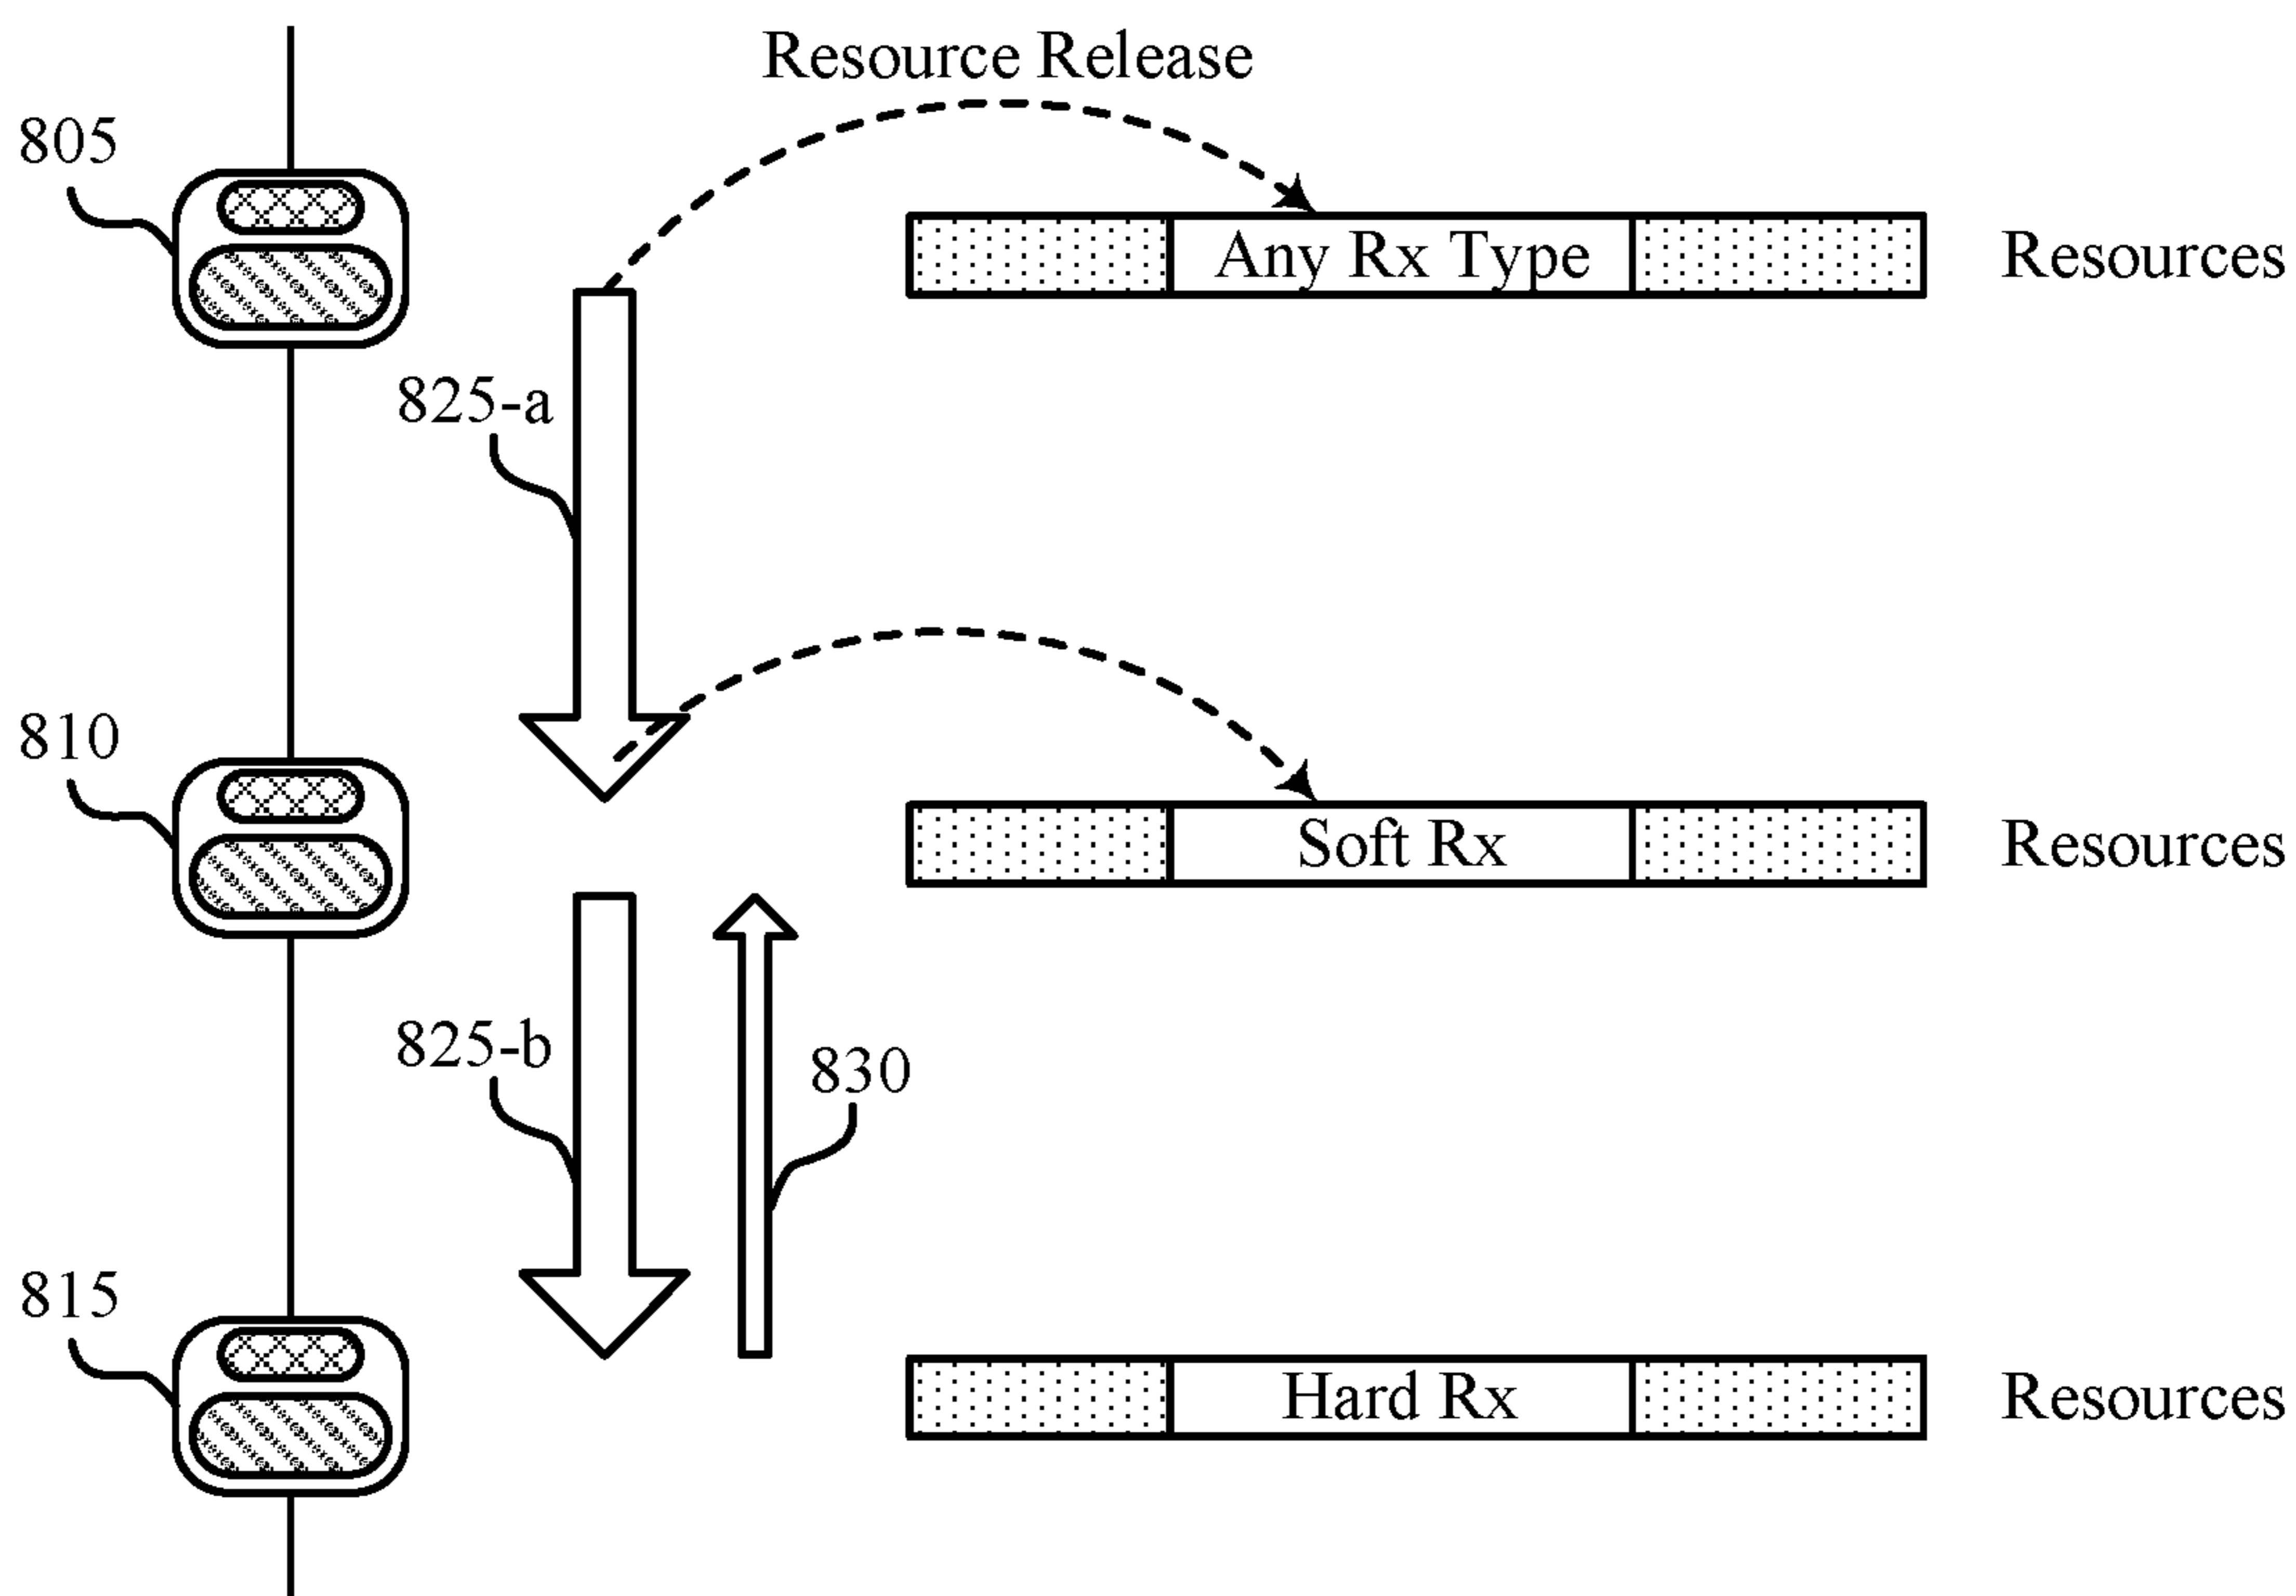 Resource Release
805
Any Rx Type
Resources
825-a
810
Soft Rx
Resources
825-b
830
815
Hard Rx
Resources